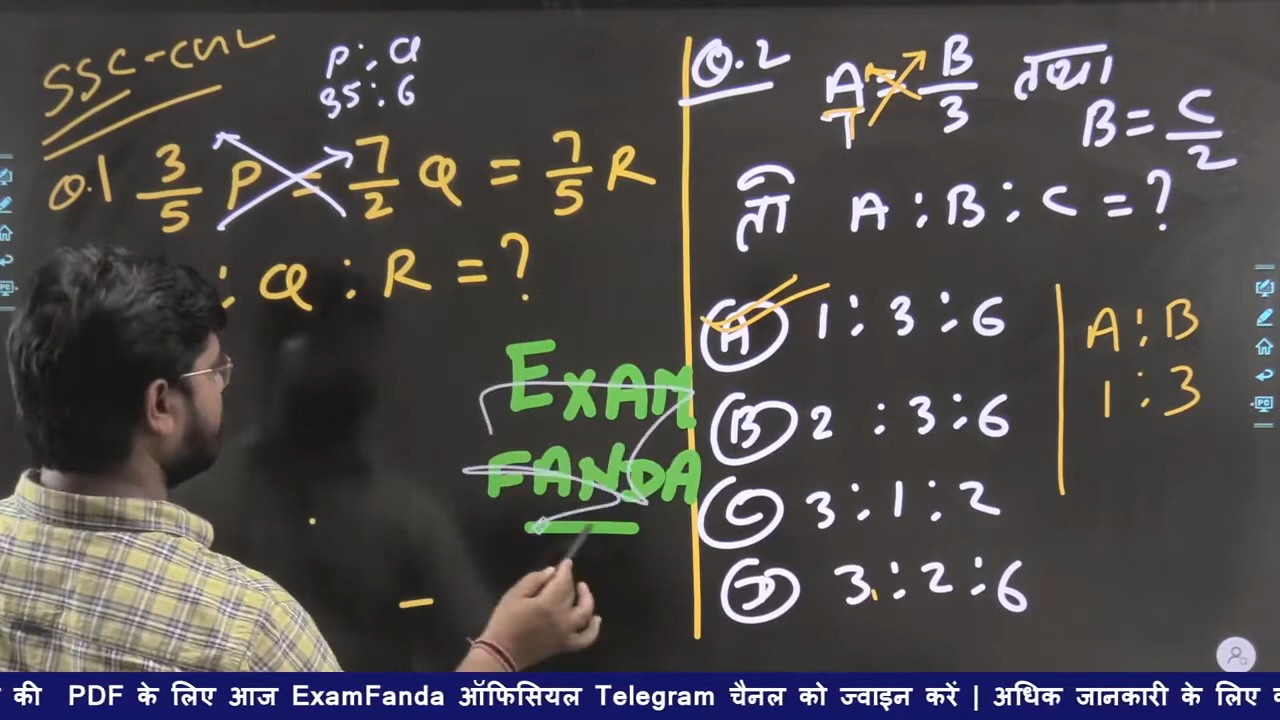 SSC-CGL
P : Q
35 : 6
Q.1 3/5 P = 7/2 Q = 7/5 R
: Q : R = ?
EXAM
FANDA
Q.2 A/1 = B/3 तथा B = C/2
तो A : B : C = ?
(A) 1 : 3 : 6
(B) 2 : 3 : 6
(C) 3 : 1 : 2
(D) 3 : 2 : 6
A : B
1 : 3
की PDF के लिए आज ExamFanda ऑफिसियल Telegram चैनल को ज्वाइन करें | अधिक जानकारी के लिए